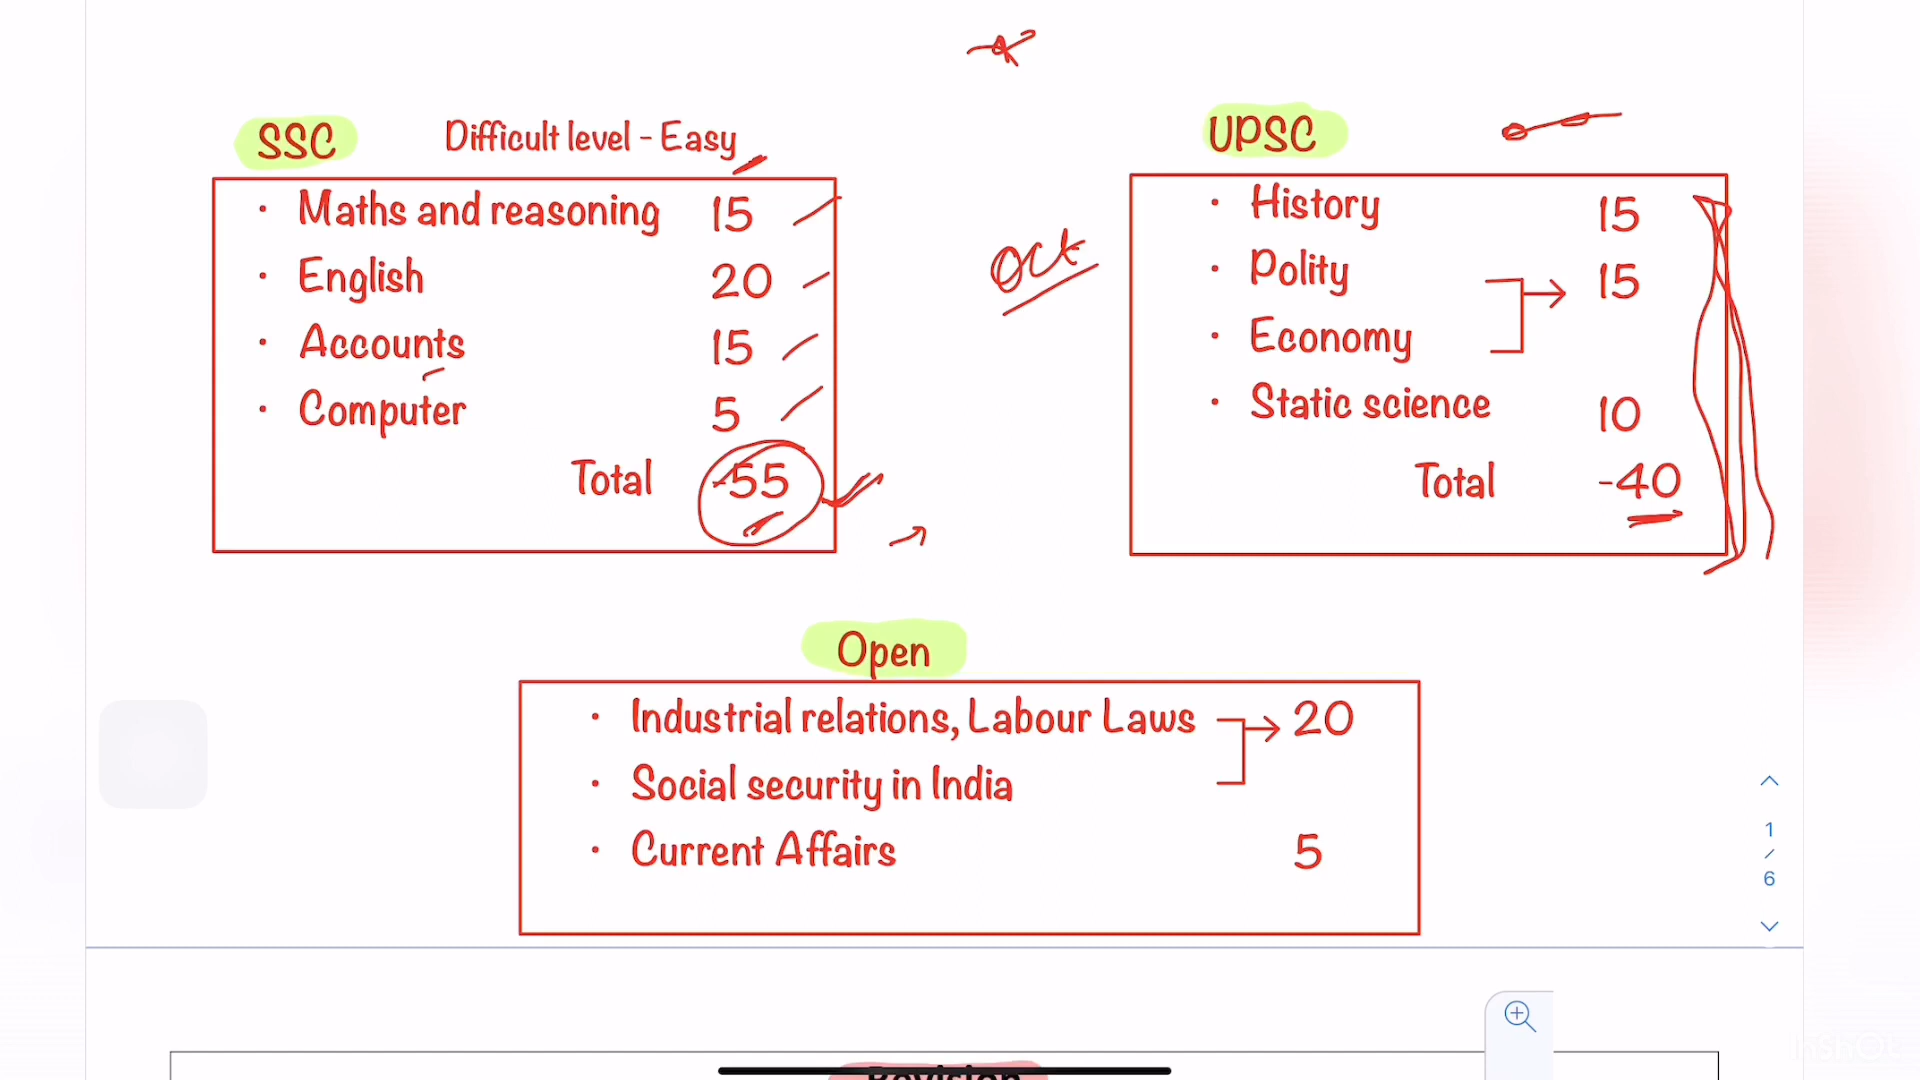 SSC Difficult level - Easy
· Maths and reasoning 15
· English 20
· Accounts 15
· Computer 5
Total -55
Oct
UPSC
· History 15
· Polity 15
· Economy
· Static science 10
Total -40
Open
· Industrial relations, Labour Laws 20
· Social security in India
· Current Affairs 5
1
/
6
Revision